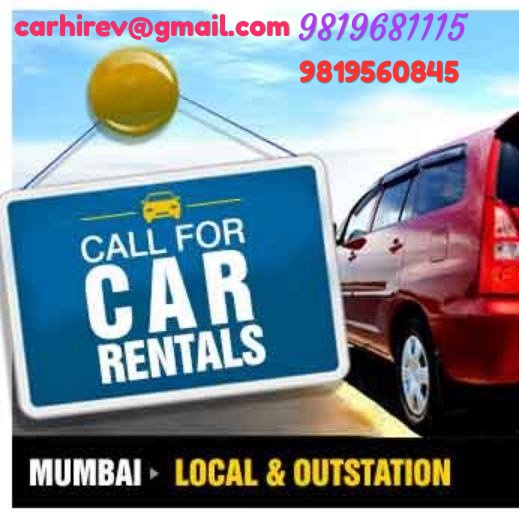 carhirev@gmail.com 9819681115
9819560845
CALL FOR
CAR
RENTALS
MUMBAI ▸ LOCAL & OUTSTATION